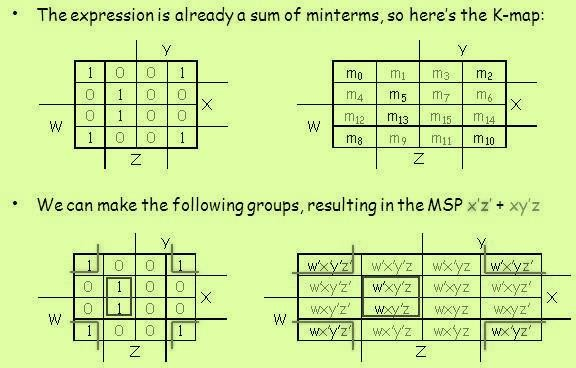 • The expression is already a sum of minterms, so here's the K-map:
Y Y
1 0 0 1 m0 m1 m3 m2
0 1 0 0 m4 m5 m7 m6
X X
0 1 0 0 m12 m13 m15 m14
W W
1 0 0 1 m8 m9 m11 m10
Z Z
• We can make the following groups, resulting in the MSP x'z' + xy'z
Y Y
1 0 0 1 w'x'y'z' w'x'y'z w'x'yz w'x'yz'
0 1 0 0 w'xy'z' w'xy'z w'xyz w'xyz'
X X
0 1 0 0 wxy'z' wxy'z wxyz wxyz'
W W
1 0 0 1 wx'y'z' wx'y'z wx'yz wx'yz'
Z Z